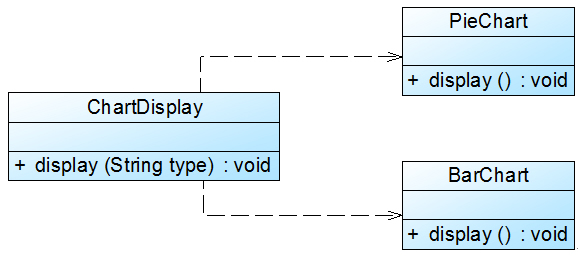 PieChart
+ display () : void
ChartDisplay
+ display (String type) : void
BarChart
+ display () : void